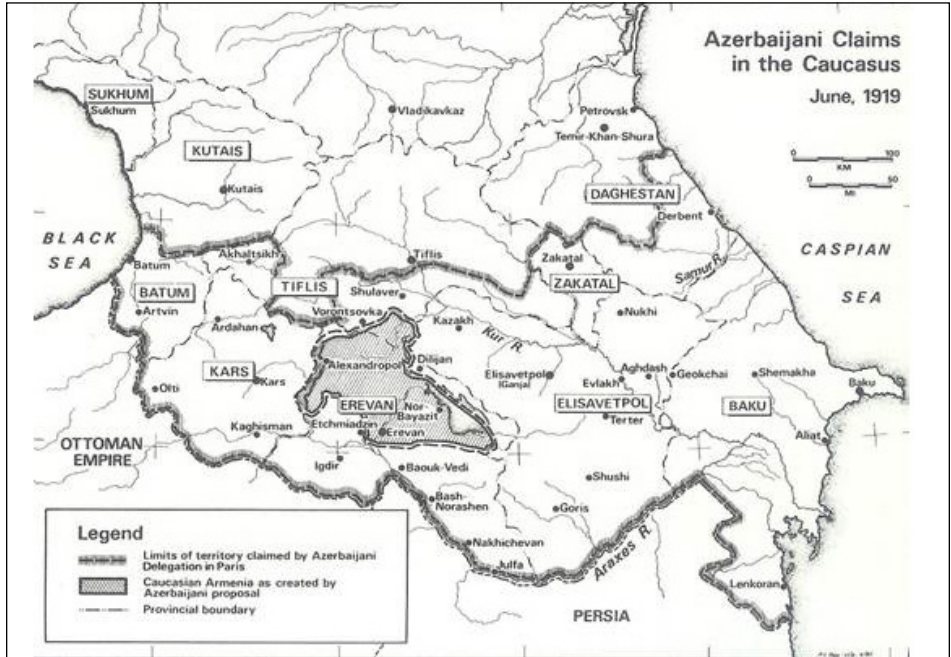 Azerbaijani Claims
in the Caucasus
June, 1919
0 100
KM
0 50
MI
SUKHUM
Sukhum
Vladikavkaz
Petrovsk
Temir-Khan-Shura
KUTAIS
Kutais
DAGHESTAN
Derbent
BLACK
SEA
CASPIAN
SEA
Batum
Akhaltsikh
Tiflis
Zakatal
Samur R.
BATUM
TIFLIS
ZAKATAL
Artvin
Shulaver
Vorontsovka
Ardahan
Kazakh
Kur R.
Nukhi
KARS
Kars
Alexandropol
Dilijan
Elisavetpol
(Ganja)
Evlakh
Aghdash
Geokchai
Shemakha
Baku
Olti
EREVAN
Nor-
Bayazit
ELISAVETPOL
BAKU
Terter
Etchmiadzin
Erevan
Kaghisman
Aliat
OTTOMAN
EMPIRE
Igdir
Baouk-Vedi
Shushi
Bash-
Norashen
Goris
Nakhichevan
Araxes R.
Julfa
Lenkoran
PERSIA
Legend
Limits of territory claimed by Azerbaijani
Delegation in Paris
Caucasian Armenia as created by
Azerbaijani proposal
Provincial boundary